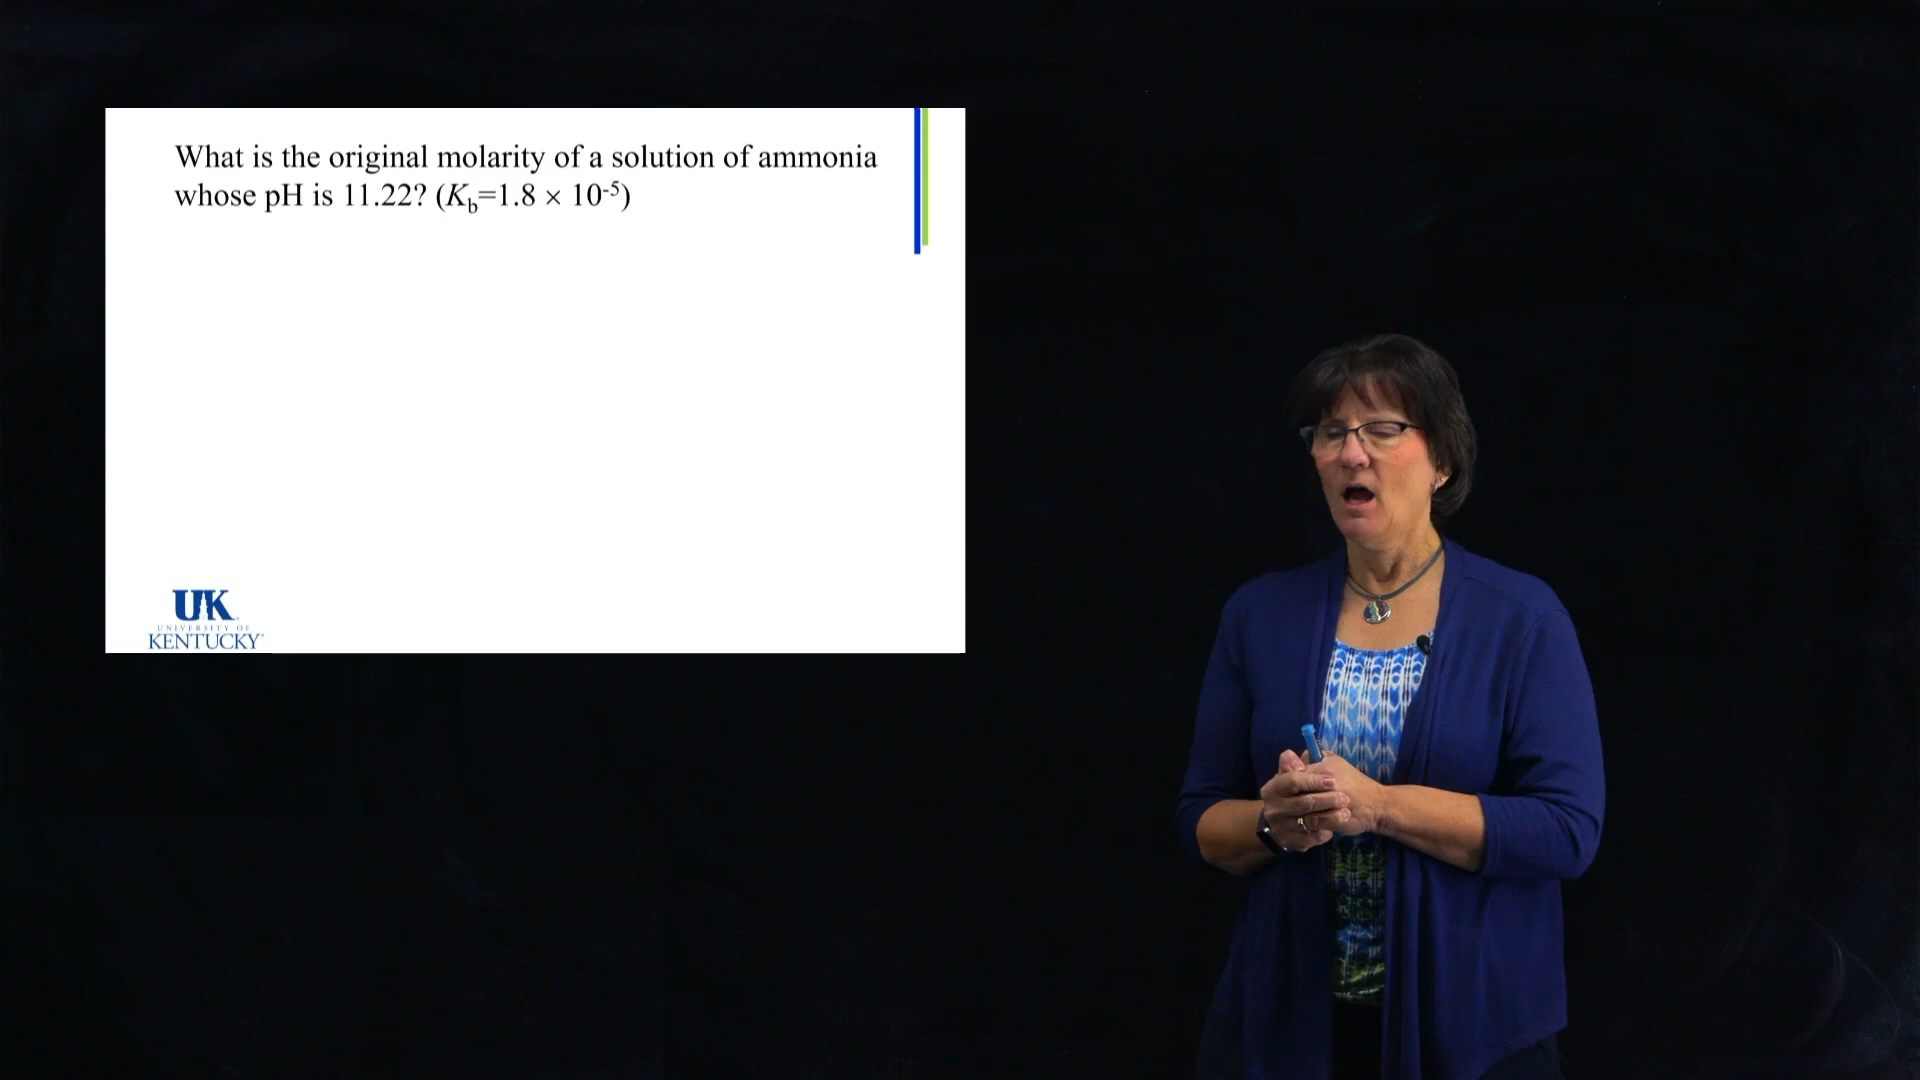 What is the original molarity of a solution of ammonia
whose pH is 11.22? (Kb=1.8 × 10-5)
UK
UNIVERSITY OF
KENTUCKY